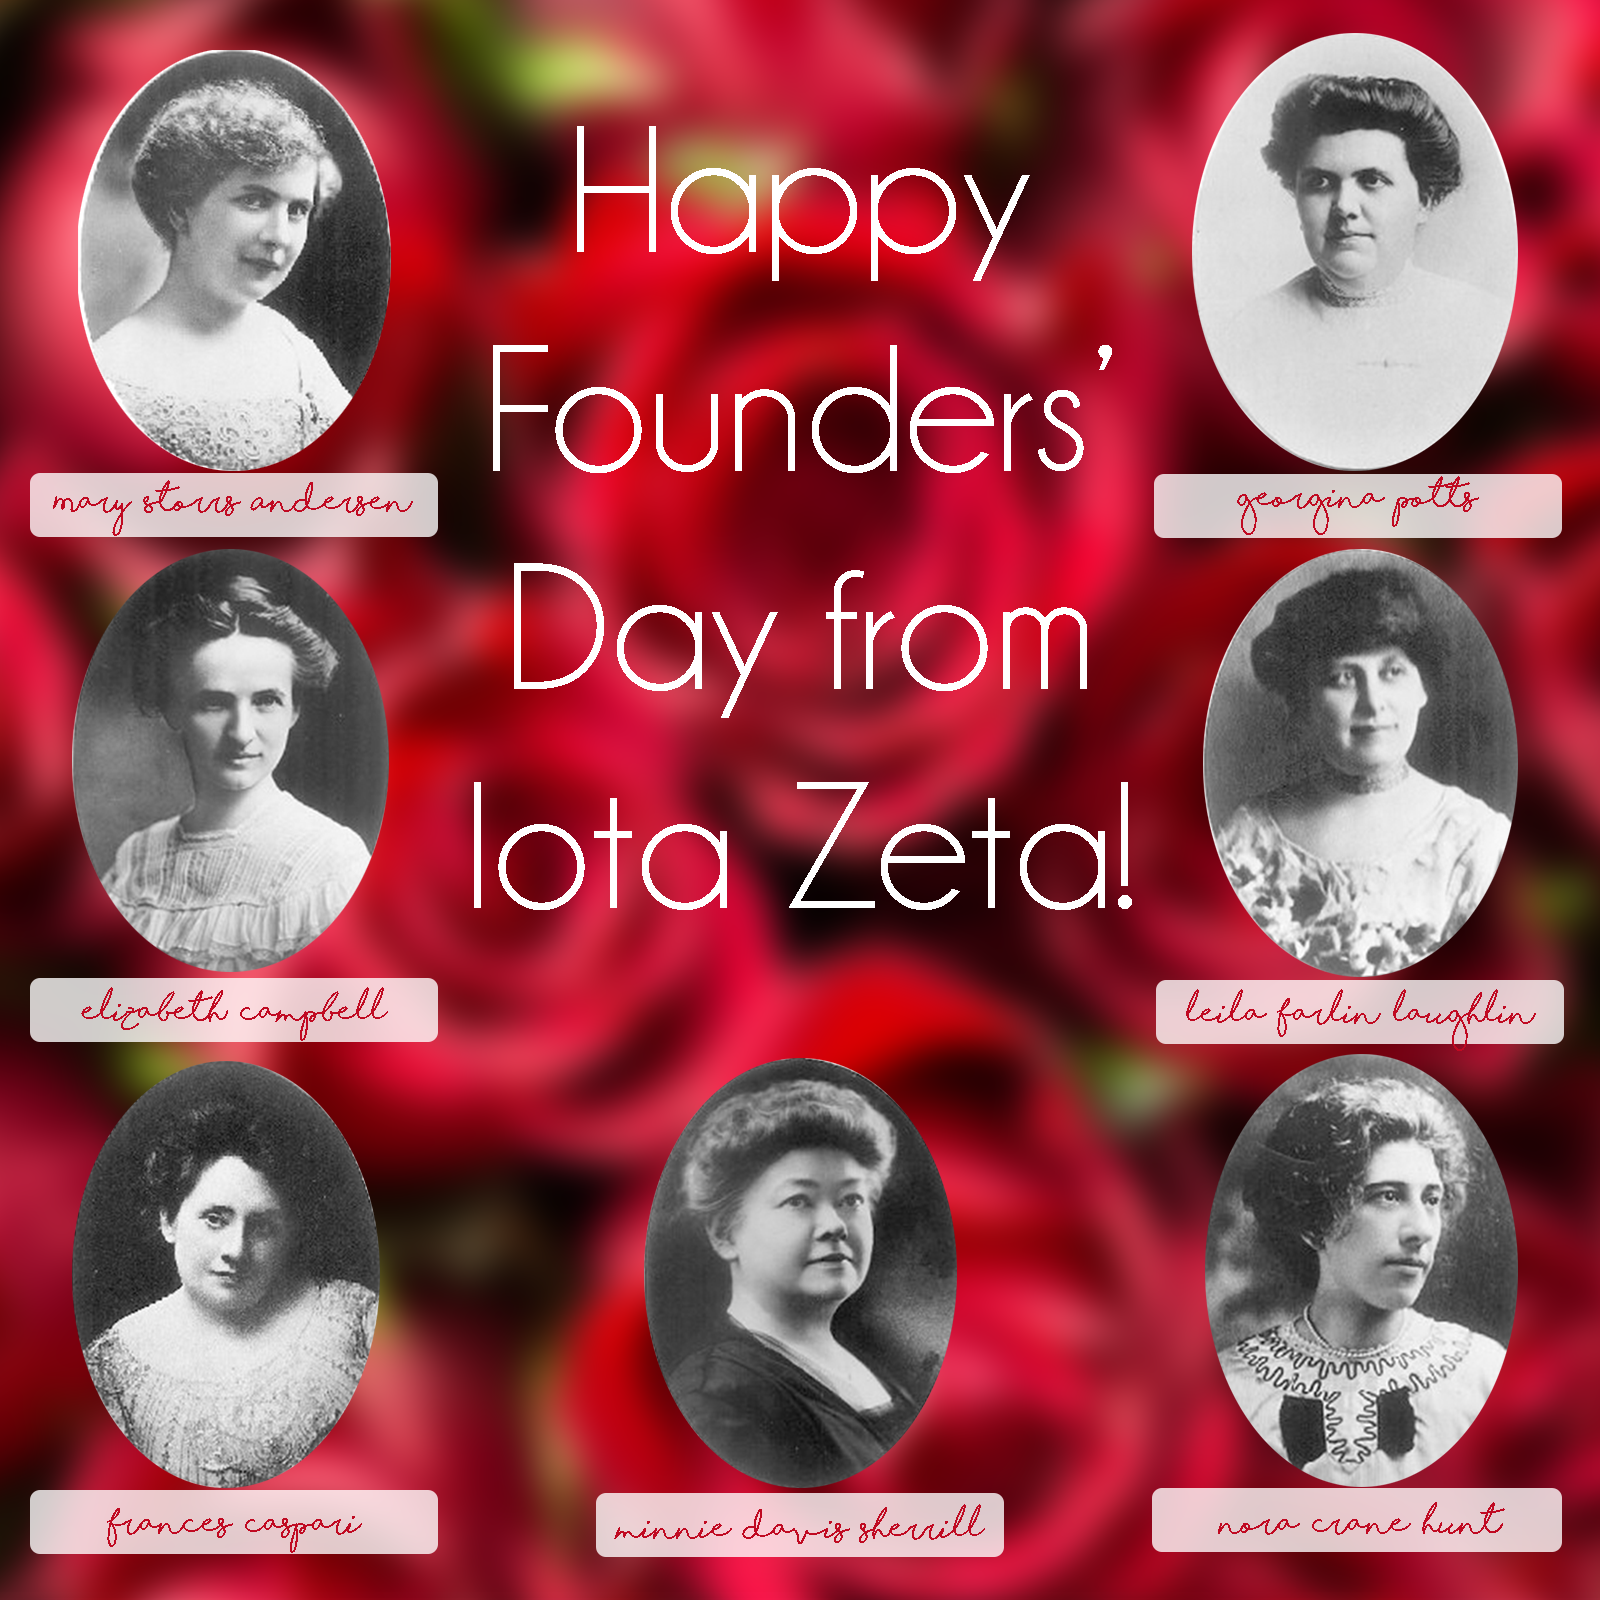 Happy
Founders'
Day from
Iota Zeta!
mary storrs andersen
georgina potts
elizabeth campbell
leila farlin laughlin
frances caspari
minnie davis sherrill
nora crane hunt